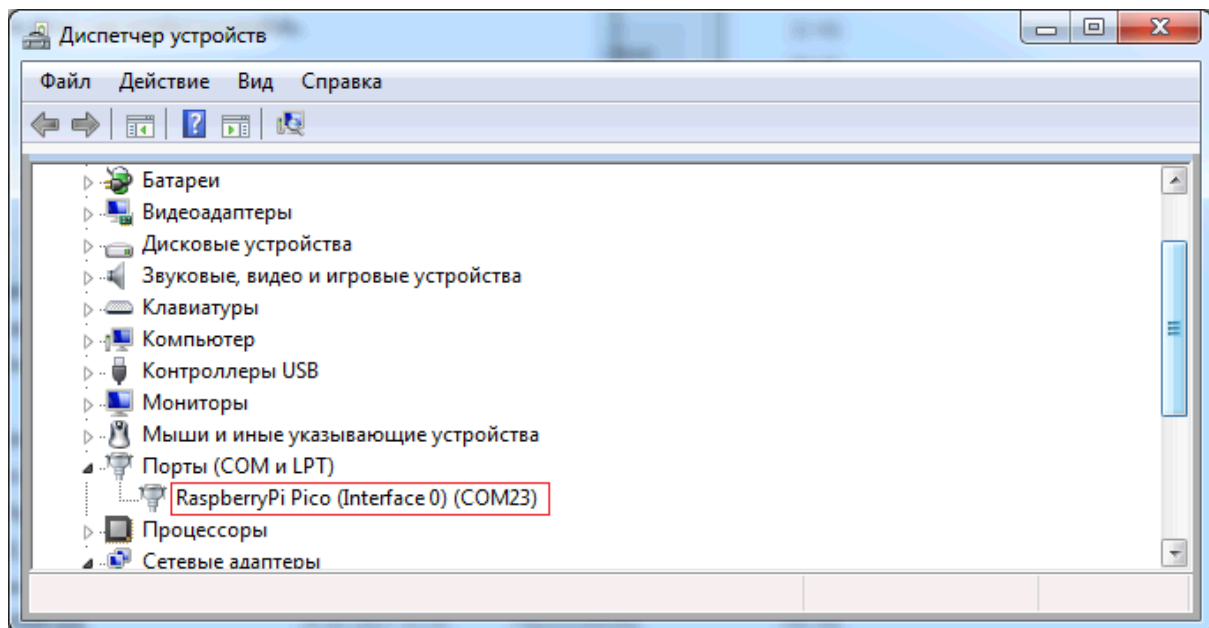 Диспетчер устройств
Файл Действие Вид Справка
Батареи
Видеоадаптеры
Дисковые устройства
Звуковые, видео и игровые устройства
Клавиатуры
Компьютер
Контроллеры USB
Мониторы
Мыши и иные указывающие устройства
Порты (COM и LPT)
RaspberryPi Pico (Interface 0) (COM23)
Процессоры
Сетевые адаптеры